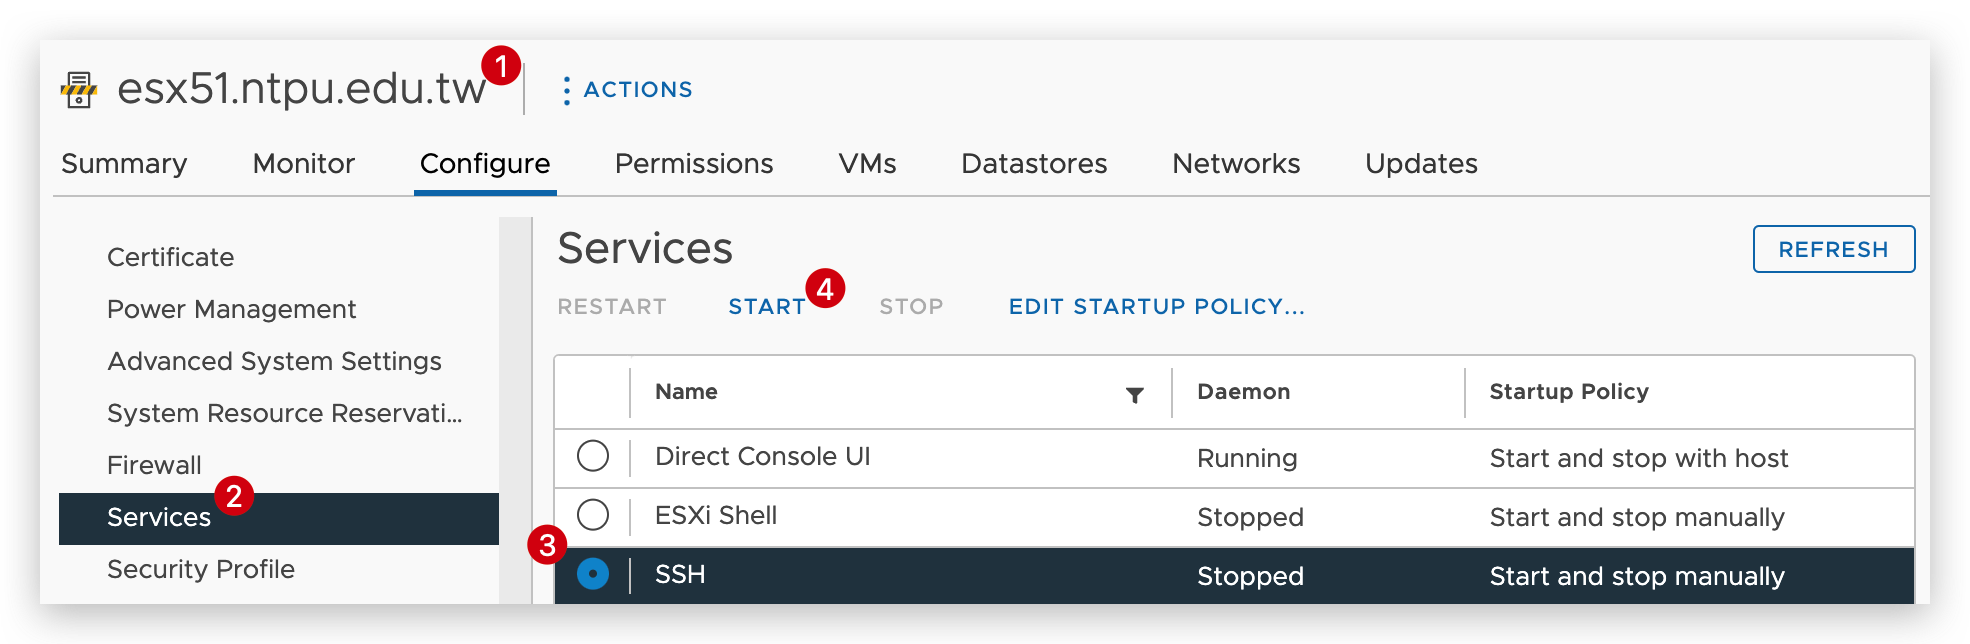 esx51.ntpu.edu.tw 1 ACTIONS
Summary Monitor Configure Permissions VMs Datastores Networks Updates
Certificate
Power Management
Advanced System Settings
System Resource Reservati...
Firewall
Services 2
Security Profile
Services REFRESH
RESTART START 4 STOP EDIT STARTUP POLICY...
Name Daemon Startup Policy
Direct Console UI Running Start and stop with host
ESXi Shell Stopped Start and stop manually
3 SSH Stopped Start and stop manually